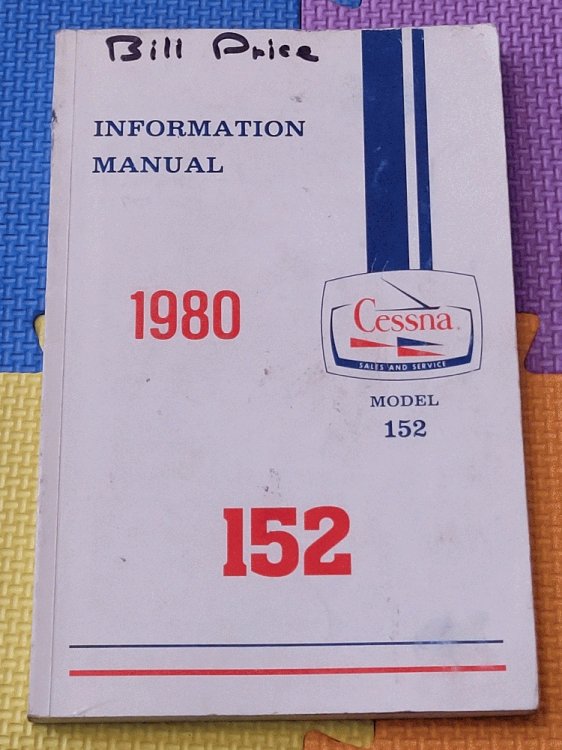 Bill Price
INFORMATION
MANUAL
1980
Cessna
SALES AND SERVICE
MODEL
152
152